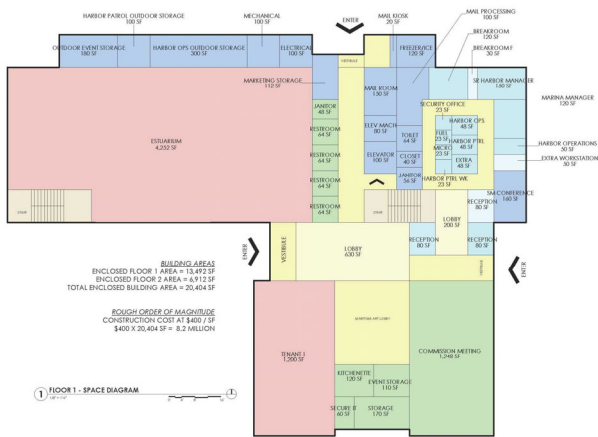 HARBOR PATROL OUTDOOR STORAGE
100 SF
MECHANICAL
100 SF
ENTER
MAIL KIOSK
20 SF
MAIL PROCESSING
100 SF
BREAKROOM
120 SF
BREAKROOM F
30 SF
OUTDOOR EVENT STORAGE
180 SF
HARBOR OPS OUTDOOR STORAGE
300 SF
ELECTRICAL
100 SF
FREEZER/ICE
120 SF
VESTIBULE
MARKETING STORAGE
112 SF
MAIL ROOM
150 SF
SR HARBOR MANAGER
180 SF
MARINA MANAGER
120 SF
JANITOR
48 SF
SECURITY OFFICE
23 SF
ESTUARIUM
4,252 SF
RESTROOM
64 SF
ELEV MACH
80 SF
TOILET
64 SF
FUEL
23 SF
HARBOR OPS
48 SF
RESTROOM
64 SF
HARBOR PTRL
48 SF
HARBOR OPERATIONS
50 SF
ELEVATOR
100 SF
CLOSET
40 SF
MICRO
23 SF
EXTRA
48 SF
EXTRA WORKSTATION
50 SF
RESTROOM
64 SF
JANITOR
56 SF
HARBOR PTRL WK
23 SF
RESTROOM
64 SF
SM CONFERENCE
160 SF
STAIR
STAIR
RECEPTION
80 SF
LOBBY
200 SF
ENTER
VESTIBULE
LOBBY
630 SF
RECEPTION
80 SF
RECEPTION
80 SF
VESTIBULE
ENTER
BUILDING AREAS
ENCLOSED FLOOR 1 AREA = 13,492 SF
ENCLOSED FLOOR 2 AREA = 6,912 SF
TOTAL ENCLOSED BUILDING AREA = 20,404 SF
ROUGH ORDER OF MAGNITUDE
CONSTRUCTION COST AT $400 / SF
$400 X 20,404 SF = 8.2 MILLION
TENANT 1
1,200 SF
COMMISSION MEETING
1,248 SF
KITCHENETTE
120 SF
EVENT STORAGE
110 SF
SECURE IT
60 SF
STORAGE
170 SF
1 FLOOR 1 - SPACE DIAGRAM